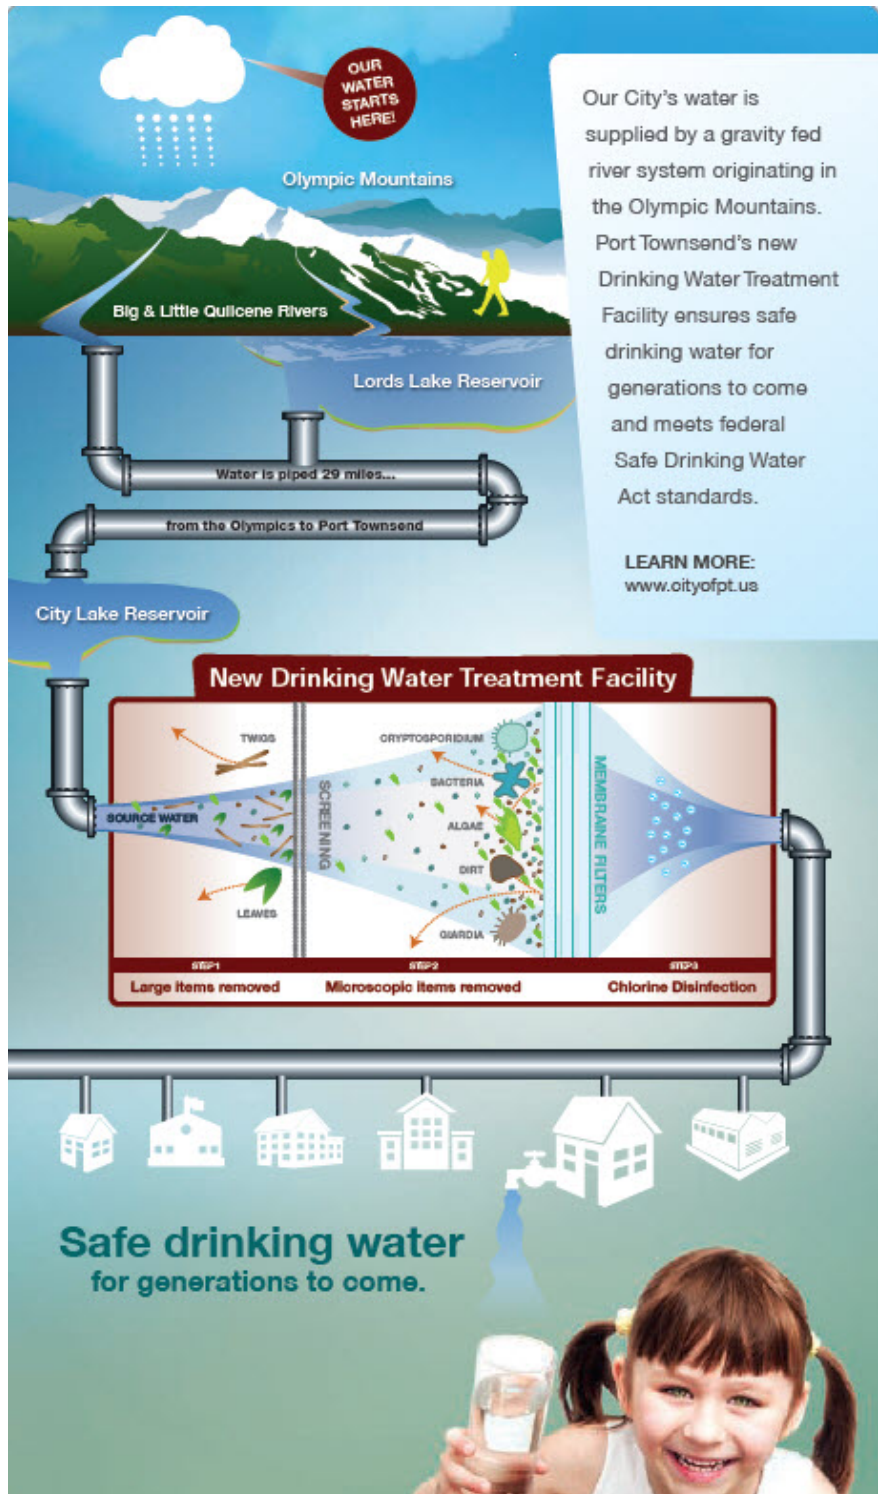 OUR
WATER
STARTS
HERE!
Olympic Mountains
Big & Little Quilcene Rivers
Lords Lake Reservoir
Water is piped 29 miles...
from the Olympics to Port Townsend
City Lake Reservoir
Our City's water is
supplied by a gravity fed
river system originating in
the Olympic Mountains.
Port Townsend's new
Drinking Water Treatment
Facility ensures safe
drinking water for
generations to come
and meets federal
Safe Drinking Water
Act standards.
LEARN MORE:
www.cityofpt.us
New Drinking Water Treatment Facility
TWIGS
SOURCE WATER
LEAVES
SCREENING
CRYPTOSPORIDIUM
BACTERIA
ALGAE
DIRT
GIARDIA
MEMBRAINE FILTERS
STEP1
Large items removed
STEP2
Microscopic items removed
STEP3
Chlorine Disinfection
Safe drinking water
for generations to come.